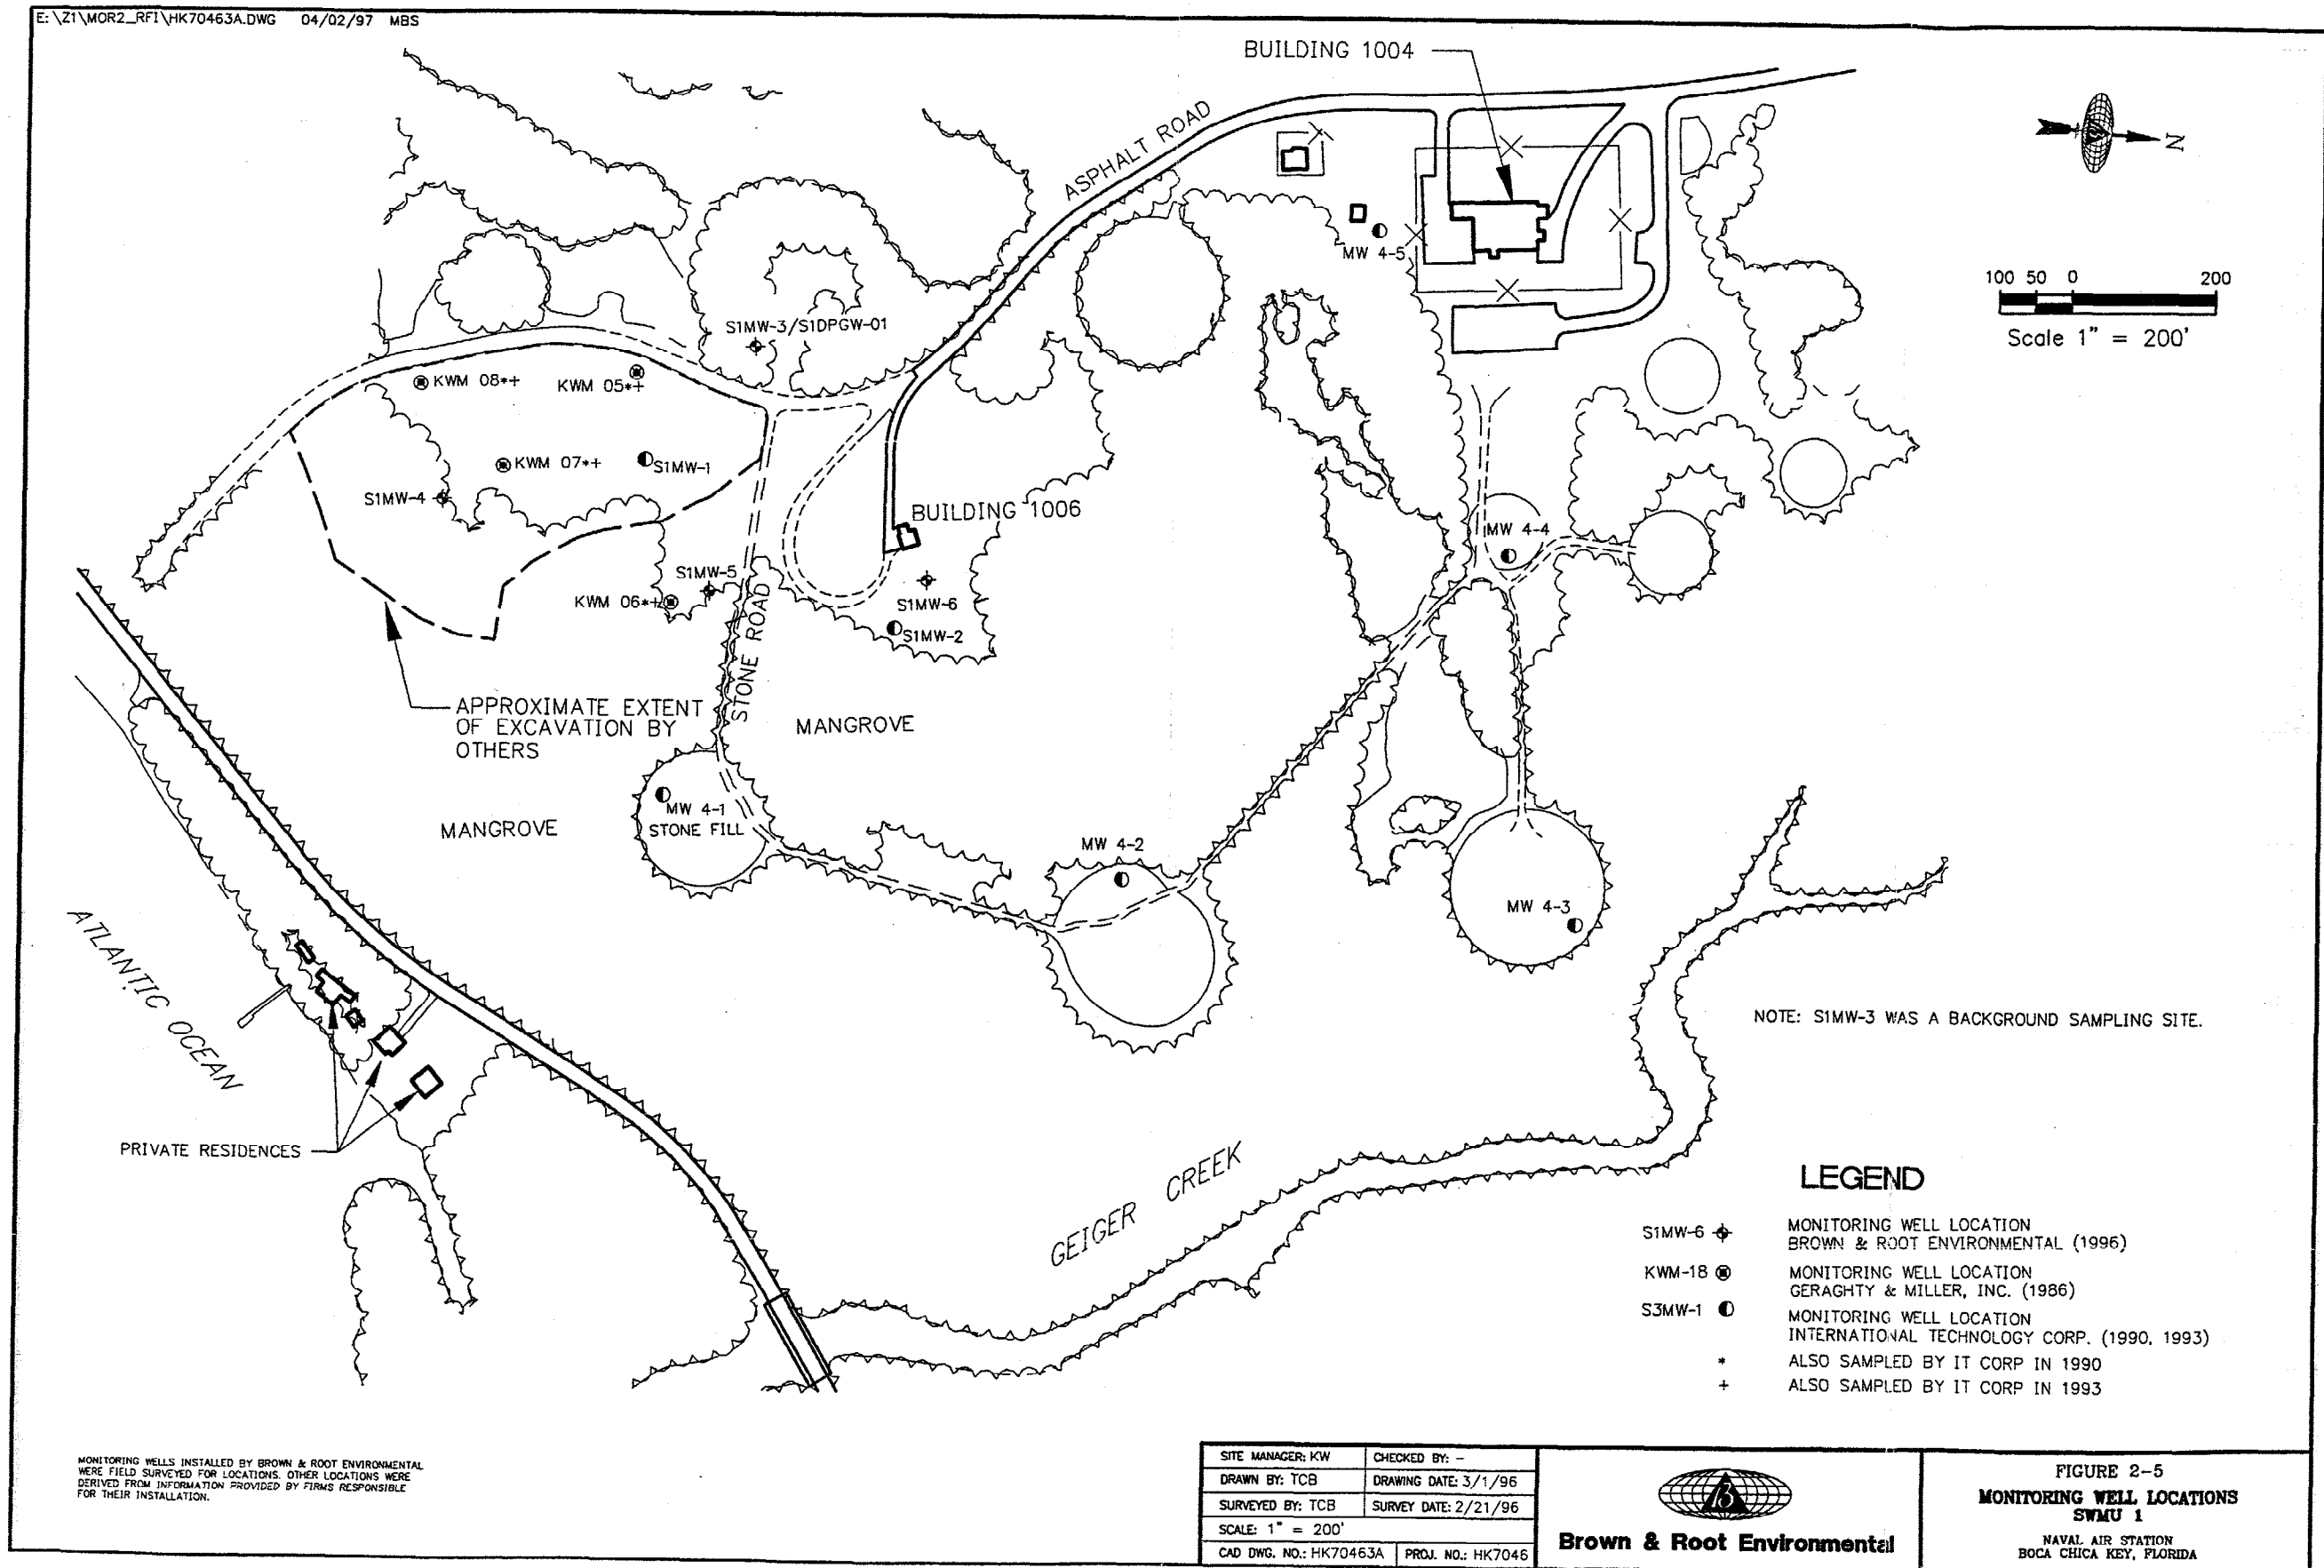 E:\Z1\MOR2_RFI\HK70463A.DWG 04/02/97 MBS
BUILDING 1004
ASPHALT ROAD
N
MW 4-5
100 50 0 200
Scale 1" = 200'
S1MW-3/S1DPGW-01
KWM 08*+
KWM 05*+
KWM 07*+
S1MW-1
S1MW-4
BUILDING 1006
MW 4-4
S1MW-5
KWM 06*+
S1MW-6
S1MW-2
STONE ROAD
APPROXIMATE EXTENT
OF EXCAVATION BY
OTHERS
MANGROVE
MANGROVE
MW 4-1
STONE FILL
MW 4-2
MW 4-3
ATLANTIC OCEAN
NOTE: S1MW-3 WAS A BACKGROUND SAMPLING SITE.
PRIVATE RESIDENCES
GEIGER CREEK
LEGEND
S1MW-6 MONITORING WELL LOCATION
BROWN & ROOT ENVIRONMENTAL (1996)
KWM-18 MONITORING WELL LOCATION
GERAGHTY & MILLER, INC. (1986)
S3MW-1 MONITORING WELL LOCATION
INTERNATIONAL TECHNOLOGY CORP. (1990, 1993)
* ALSO SAMPLED BY IT CORP IN 1990
+ ALSO SAMPLED BY IT CORP IN 1993
MONITORING WELLS INSTALLED BY BROWN & ROOT ENVIRONMENTAL
WERE FIELD SURVEYED FOR LOCATIONS. OTHER LOCATIONS WERE
DERIVED FROM INFORMATION PROVIDED BY FIRMS RESPONSIBLE
FOR THEIR INSTALLATION.
SITE MANAGER: KW CHECKED BY: -
DRAWN BY: TCB DRAWING DATE: 3/1/96
SURVEYED BY: TCB SURVEY DATE: 2/21/96
SCALE: 1" = 200'
CAD DWG. NO.: HK70463A PROJ. NO.: HK7046
Brown & Root Environmental
FIGURE 2-5
MONITORING WELL LOCATIONS
SWMU 1
NAVAL AIR STATION
BOCA CHICA KEY, FLORIDA